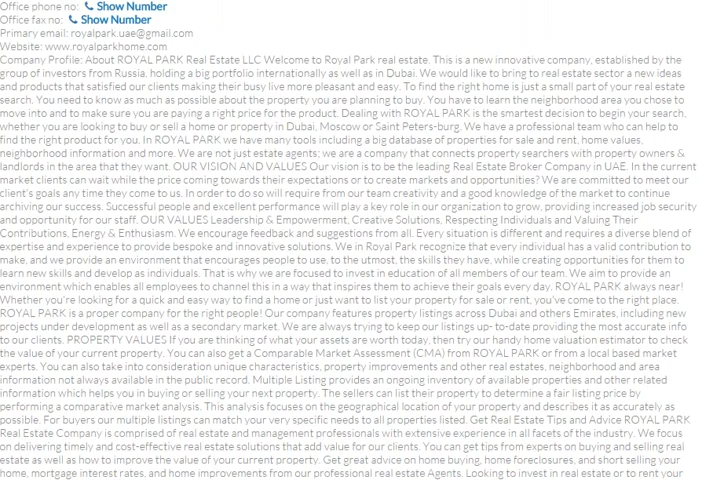 Office phone no: Show Number
Office fax no: Show Number
Primary email: royalpark.uae@gmail.com
Website: www.royalparkhome.com
Company Profile: About ROYAL PARK Real Estate LLC Welcome to Royal Park real estate. This is a new innovative company, established by the
group of investors from Russia, holding a big portfolio internationally as well as in Dubai. We would like to bring to real estate sector a new ideas
and products that satisfied our clients making their busy live more pleasant and easy. To find the right home is just a small part of your real estate
search. You need to know as much as possible about the property you are planning to buy. You have to learn the neighborhood area you chose to
move into and to make sure you are paying a right price for the product. Dealing with ROYAL PARK is the smartest decision to begin your search,
whether you are looking to buy or sell a home or property in Dubai, Moscow or Saint Peters-burg. We have a professional team who can help to
find the right product for you. In ROYAL PARK we have many tools including a big database of properties for sale and rent, home values,
neighborhood information and more. We are not just estate agents; we are a company that connects property searchers with property owners &
landlords in the area that they want. OUR VISION AND VALUES Our vision is to be the leading Real Estate Broker Company in UAE. In the current
market clients can wait while the price coming towards their expectations or to create markets and opportunities? We are committed to meet our
client's goals any time they come to us. In order to do so will require from our team creativity and a good knowledge of the market to continue
archiving our success. Successful people and excellent performance will play a key role in our organization to grow, providing increased job security
and opportunity for our staff. OUR VALUES Leadership & Empowerment, Creative Solutions, Respecting Individuals and Valuing Their
Contributions, Energy & Enthusiasm. We encourage feedback and suggestions from all. Every situation is different and requires a diverse blend of
expertise and experience to provide bespoke and innovative solutions. We in Royal Park recognize that every individual has a valid contribution to
make, and we provide an environment that encourages people to use, to the utmost, the skills they have, while creating opportunities for them to
learn new skills and develop as individuals. That is why we are focused to invest in education of all members of our team. We aim to provide an
environment which enables all employees to channel this in a way that inspires them to achieve their goals every day. ROYAL PARK always near!
Whether you're looking for a quick and easy way to find a home or just want to list your property for sale or rent, you've come to the right place.
ROYAL PARK is a proper company for the right people! Our company features property listings across Dubai and others Emirates, including new
projects under development as well as a secondary market. We are always trying to keep our listings up- to-date providing the most accurate info
to our clients. PROPERTY VALUES If you are thinking of what your assets are worth today, then try our handy home valuation estimator to check
the value of your current property. You can also get a Comparable Market Assessment (CMA) from ROYAL PARK or from a local based market
experts. You can also take into consideration unique characteristics, property improvements and other real estates, neighborhood and area
information not always available in the public record. Multiple Listing provides an ongoing inventory of available properties and other related
information which helps you in buying or selling your next property. The sellers can list their property to determine a fair listing price by
performing a comparative market analysis. This analysis focuses on the geographical location of your property and describes it as accurately as
possible. For buyers our multiple listings can match your very specific needs to all properties listed. Get Real Estate Tips and Advice ROYAL PARK
Real Estate Company is comprised of real estate and management professionals with extensive experience in all facets of the industry. We focus
on delivering timely and cost-effective real estate solutions that add value for our clients. You can get tips from experts on buying and selling real
estate as well as how to improve the value of your current property. Get great advice on home buying, home foreclosures, and short selling your
home, mortgage interest rates, and home improvements from our professional real estate Agents. Looking to invest in real estate or to rent your